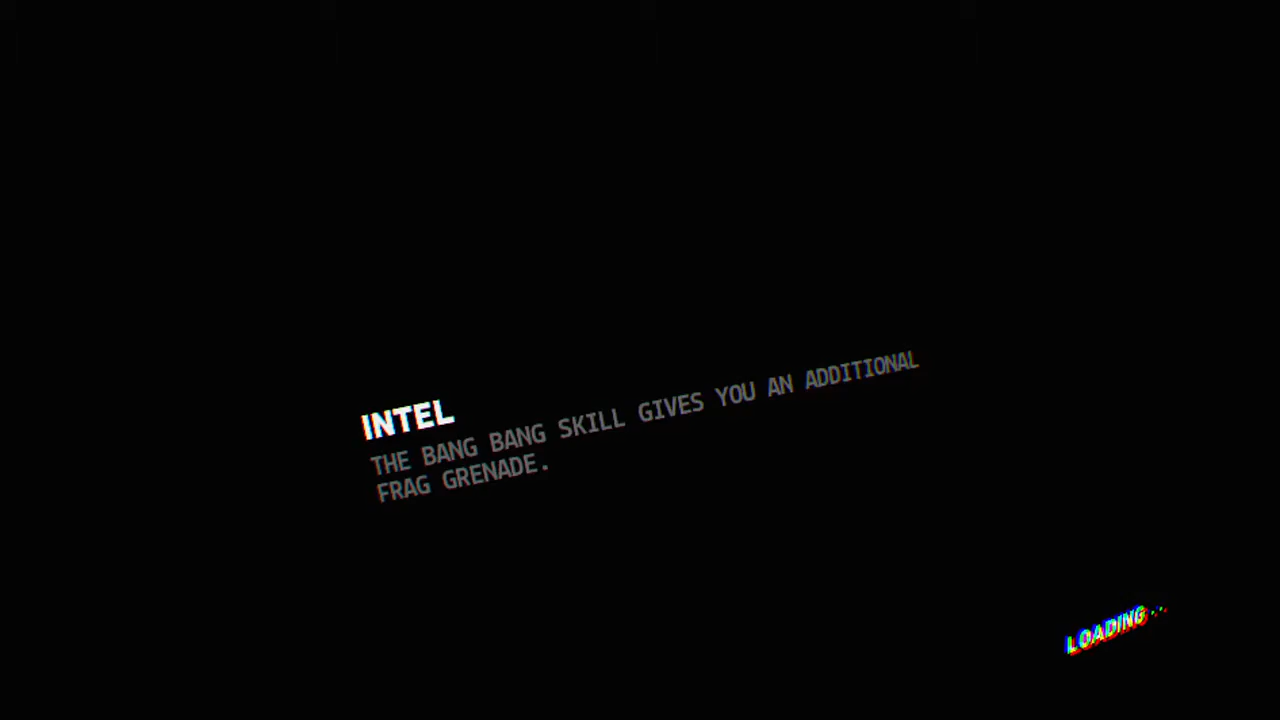 INTEL
THE BANG BANG SKILL GIVES YOU AN ADDITIONAL
FRAG GRENADE.
LOADING..